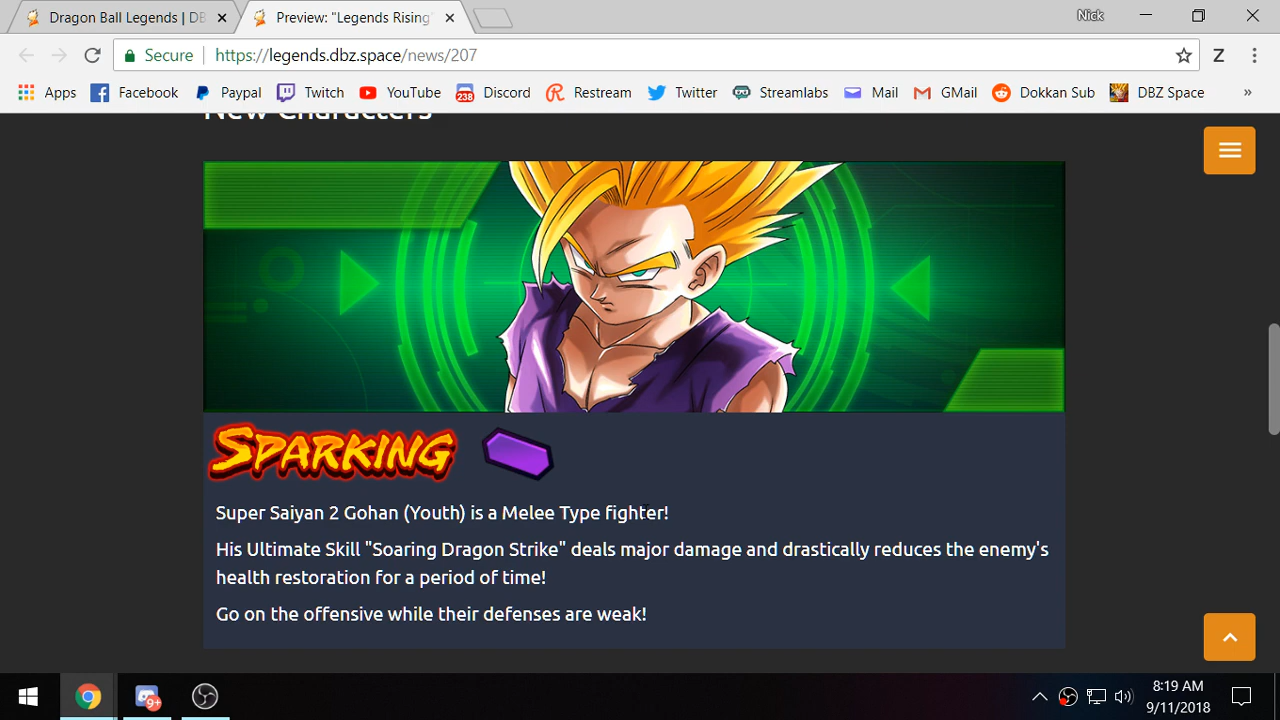 Dragon Ball Legends | DB
Preview: "Legends Rising"
Nick
Secure
https://legends.dbz.space/news/207
Z
Apps
Facebook
Paypal
Twitch
YouTube
238
Discord
Restream
Twitter
Streamlabs
Mail
GMail
Dokkan Sub
DBZ Space
»
New Characters
SPARKING
Super Saiyan 2 Gohan (Youth) is a Melee Type fighter!
His Ultimate Skill "Soaring Dragon Strike" deals major damage and drastically reduces the enemy's
health restoration for a period of time!
Go on the offensive while their defenses are weak!
9+
8:19 AM
9/11/2018